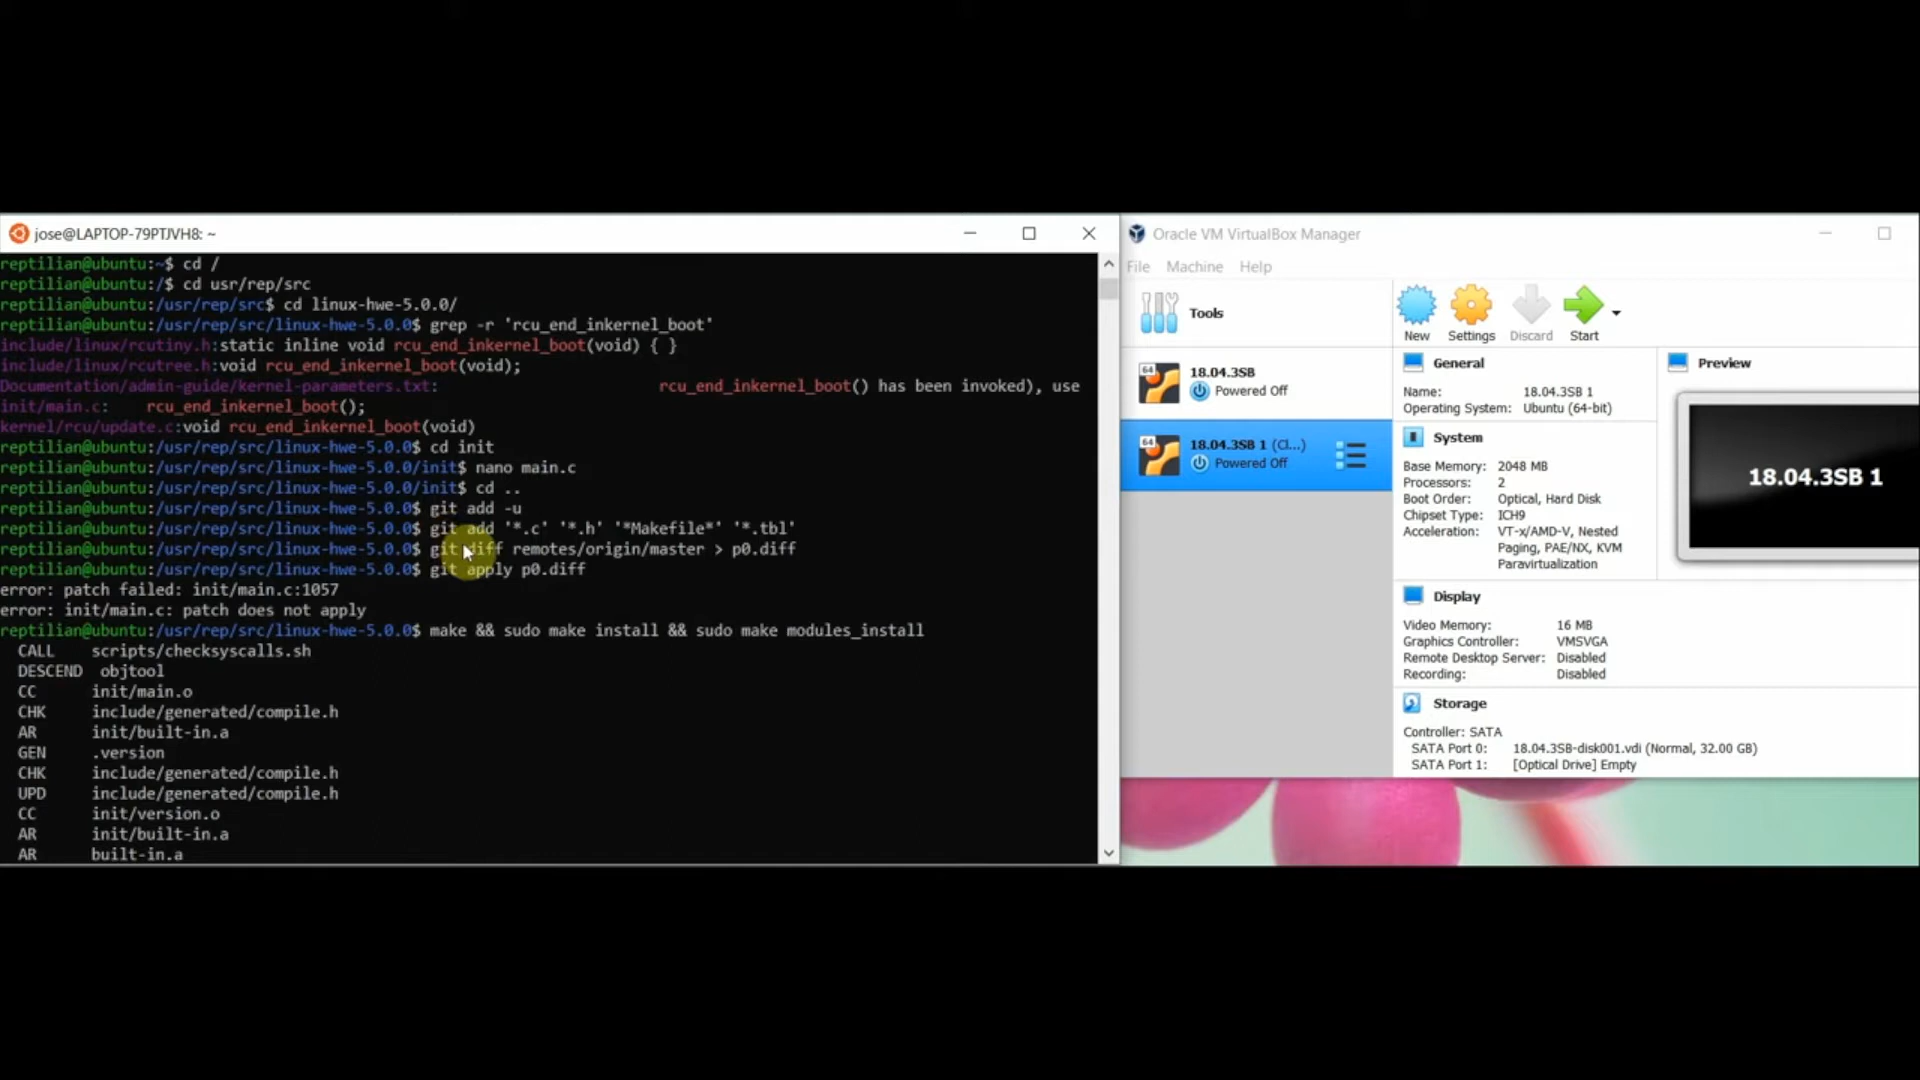 jose@LAPTOP-79PTJVH8: ~
reptilian@ubuntu:~$ cd /
reptilian@ubuntu:/$ cd usr/rep/src
reptilian@ubuntu:/usr/rep/src$ cd linux-hwe-5.0.0/
reptilian@ubuntu:/usr/rep/src/linux-hwe-5.0.0$ grep -r 'rcu_end_inkernel_boot'
include/linux/rcutiny.h:static inline void rcu_end_inkernel_boot(void) { }
include/linux/rcutree.h:void rcu_end_inkernel_boot(void);
Documentation/admin-guide/kernel-parameters.txt: rcu_end_inkernel_boot() has been invoked), use
init/main.c: rcu_end_inkernel_boot();
kernel/rcu/update.c:void rcu_end_inkernel_boot(void)
reptilian@ubuntu:/usr/rep/src/linux-hwe-5.0.0$ cd init
reptilian@ubuntu:/usr/rep/src/linux-hwe-5.0.0/init$ nano main.c
reptilian@ubuntu:/usr/rep/src/linux-hwe-5.0.0/init$ cd ..
reptilian@ubuntu:/usr/rep/src/linux-hwe-5.0.0$ git add -u
reptilian@ubuntu:/usr/rep/src/linux-hwe-5.0.0$ git add '*.c' '*.h' '*Makefile*' '*.tbl'
reptilian@ubuntu:/usr/rep/src/linux-hwe-5.0.0$ git diff remotes/origin/master > p0.diff
reptilian@ubuntu:/usr/rep/src/linux-hwe-5.0.0$ git apply p0.diff
error: patch failed: init/main.c:1057
error: init/main.c: patch does not apply
reptilian@ubuntu:/usr/rep/src/linux-hwe-5.0.0$ make && sudo make install && sudo make modules_install
CALL scripts/checksyscalls.sh
DESCEND objtool
CC init/main.o
CHK include/generated/compile.h
AR init/built-in.a
GEN .version
CHK include/generated/compile.h
UPD include/generated/compile.h
CC init/version.o
AR init/built-in.a
AR built-in.a
Oracle VM VirtualBox Manager
File Machine Help
Tools
New Settings Discard Start
64 18.04.3SB
Powered Off
64 18.04.3SB 1 (Cl...)
Powered Off
General
Name: 18.04.3SB 1
Operating System: Ubuntu (64-bit)
System
Base Memory: 2048 MB
Processors: 2
Boot Order: Optical, Hard Disk
Chipset Type: ICH9
Acceleration: VT-x/AMD-V, Nested
Paging, PAE/NX, KVM
Paravirtualization
Preview
18.04.3SB 1
Display
Video Memory: 16 MB
Graphics Controller: VMSVGA
Remote Desktop Server: Disabled
Recording: Disabled
Storage
Controller: SATA
SATA Port 0: 18.04.3SB-disk001.vdi (Normal, 32.00 GB)
SATA Port 1: [Optical Drive] Empty